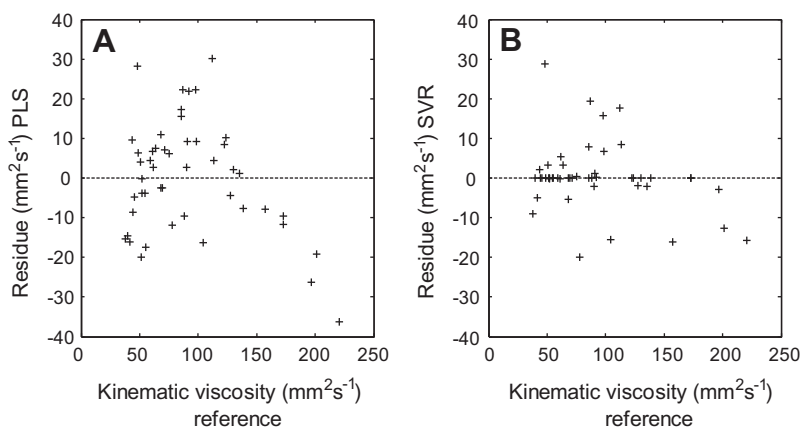 A
40
30
20
10
0
-10
-20
-30
-40
0 50 100 150 200 250
Residue (mm²s⁻¹) PLS
Kinematic viscosity (mm²s⁻¹)
reference
B
40
30
20
10
0
-10
-20
-30
-40
0 50 100 150 200 250
Residue (mm²s⁻¹) SVR
Kinematic viscosity (mm²s⁻¹)
reference